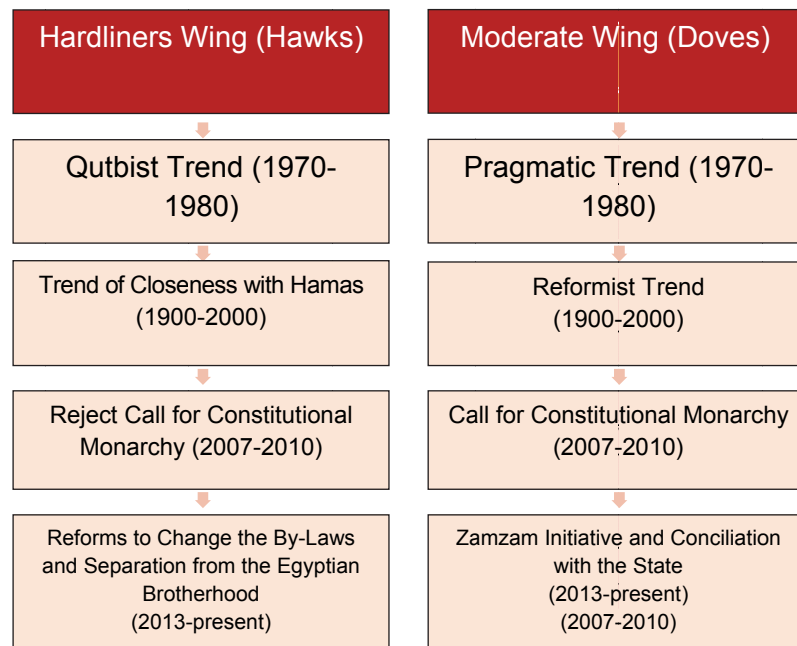 Hardliners Wing (Hawks)
Qutbist Trend (1970-
1980)
Trend of Closeness with Hamas
(1900-2000)
Reject Call for Constitutional
Monarchy (2007-2010)
Reforms to Change the By-Laws
and Separation from the Egyptian
Brotherhood
(2013-present)
Moderate Wing (Doves)
Pragmatic Trend (1970-
1980)
Reformist Trend
(1900-2000)
Call for Constitutional Monarchy
(2007-2010)
Zamzam Initiative and Conciliation
with the State
(2013-present)
(2007-2010)